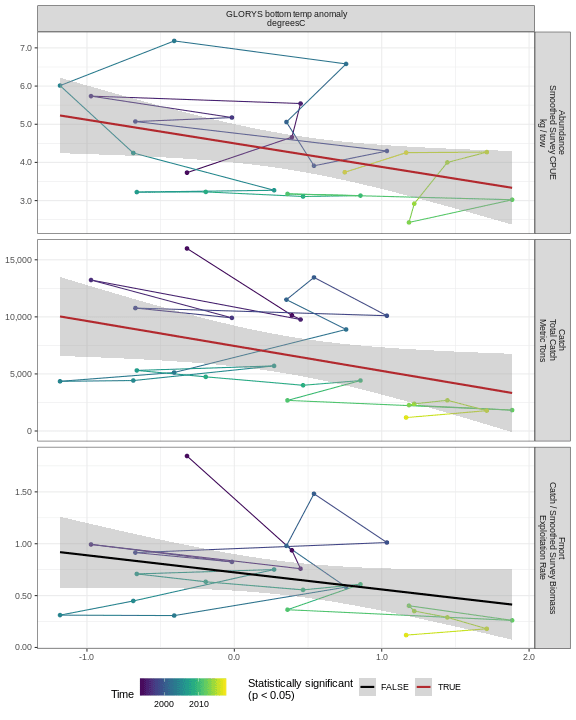 GLORYS bottom temp anomaly
degreesC
7.0
6.0
5.0
4.0
3.0
Abundance
Smoothed Survey CPUE
kg / tow
15,000
10,000
5,000
0
Catch
Total Catch
Metric Tons
1.50
1.00
0.50
0.00
Fmort
Catch / Smoothed Survey Biomass
Exploitation Rate
-1.0
0.0
1.0
2.0
Time
2000
2010
Statistically significant
(p < 0.05)
FALSE
TRUE